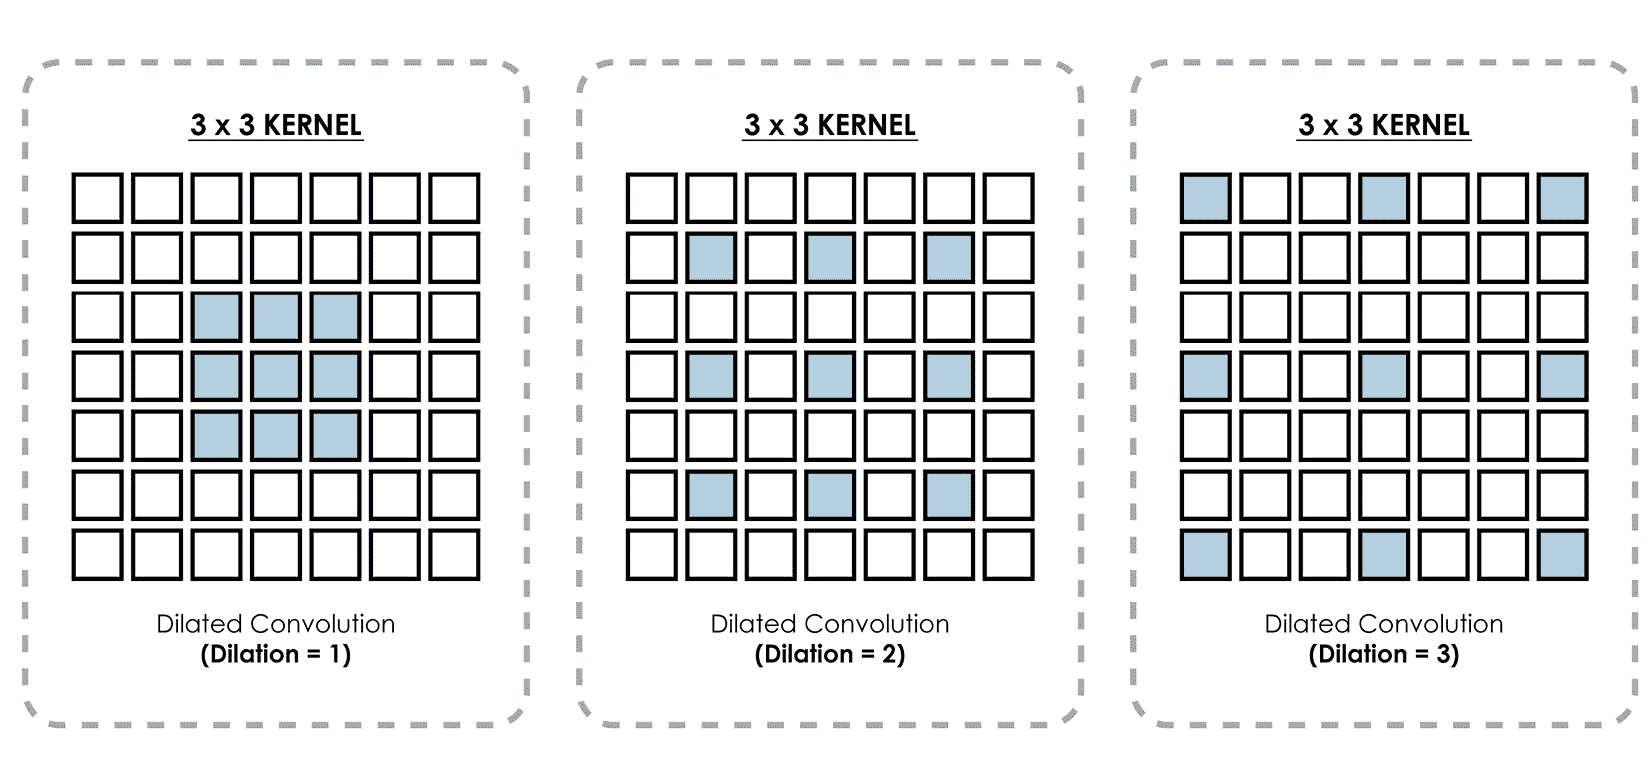 3 x 3 KERNEL
Dilated Convolution
(Dilation = 1)
3 x 3 KERNEL
Dilated Convolution
(Dilation = 2)
3 x 3 KERNEL
Dilated Convolution
(Dilation = 3)